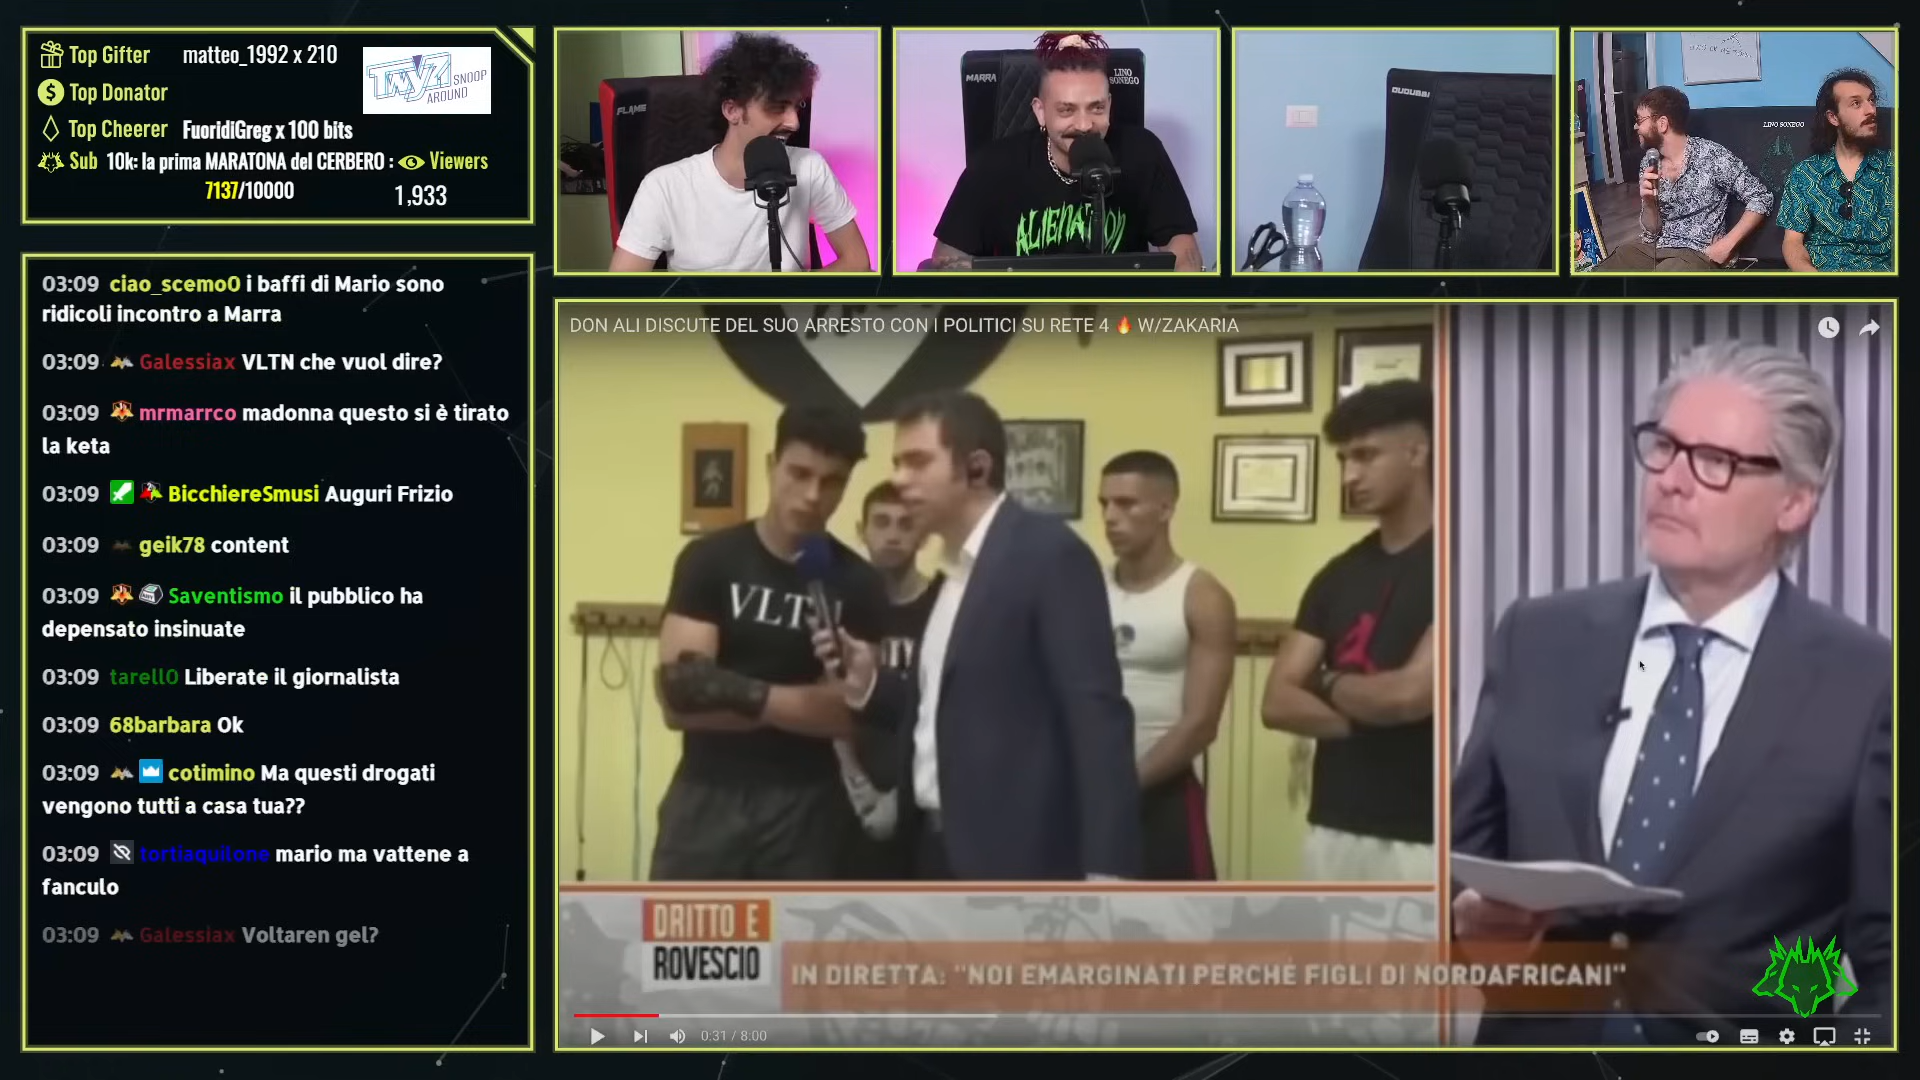 Top Gifter matteo_1992 x 210
Top Donator
Top Cheerer FuoridiGreg x 100 bits
Sub 10k: la prima MARATONA del CERBERO : Viewers
7137/10000 1,933
TWYZ! SNOOP
AROUND
FLAME
MARRA
LINO
SONEGO
DUDUBBI
LINO SONEGO
ALIENATION
03:09 ciao_scemo0 i baffi di Mario sono
ridicoli incontro a Marra
03:09 Galessiax VLTN che vuol dire?
03:09 mrmarrco madonna questo si è tirato
la keta
03:09 BicchiereSmusi Auguri Frizio
03:09 geik78 content
03:09 Saventismo il pubblico ha
depensato insinuate
03:09 tarell0 Liberate il giornalista
03:09 68barbara Ok
03:09 cotimino Ma questi drogati
vengono tutti a casa tua??
03:09 tortiaquilone mario ma vattene a
fanculo
03:09 Galessiax Voltaren gel?
DON ALI DISCUTE DEL SUO ARRESTO CON I POLITICI SU RETE 4 🔥 W/ZAKARIA
VLTN
DRITTO E
ROVESCIO
IN DIRETTA: "NOI EMARGINATI PERCHÉ FIGLI DI NORDAFRICANI"
0:31 / 8:00